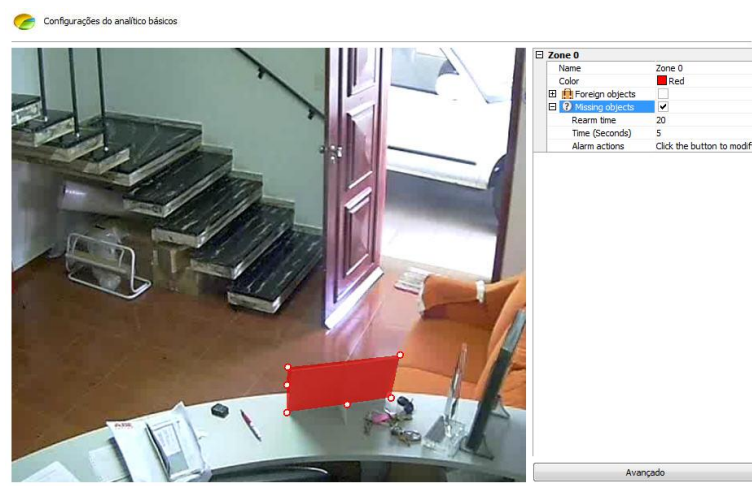 Configurações do analítico básicos
Zone 0
Name Zone 0
Color Red
Foreign objects
Missing objects
Rearm time 20
Time (Seconds) 5
Alarm actions Click the button to modif
Avançado